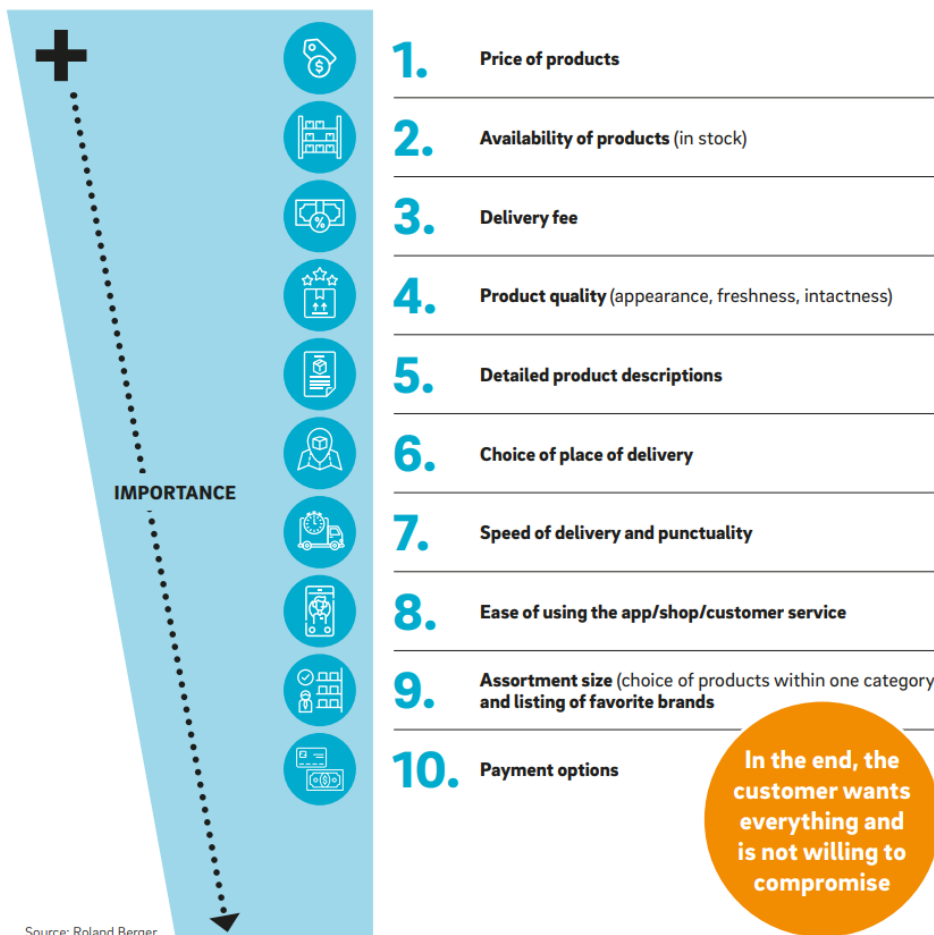 1. Price of products
2. Availability of products (in stock)
3. Delivery fee
4. Product quality (appearance, freshness, intactness)
5. Detailed product descriptions
6. Choice of place of delivery
IMPORTANCE
7. Speed of delivery and punctuality
8. Ease of using the app/shop/customer service
9. Assortment size (choice of products within one category
and listing of favorite brands
10. Payment options
In the end, the
customer wants
everything and
is not willing to
compromise
Source: Roland Berger